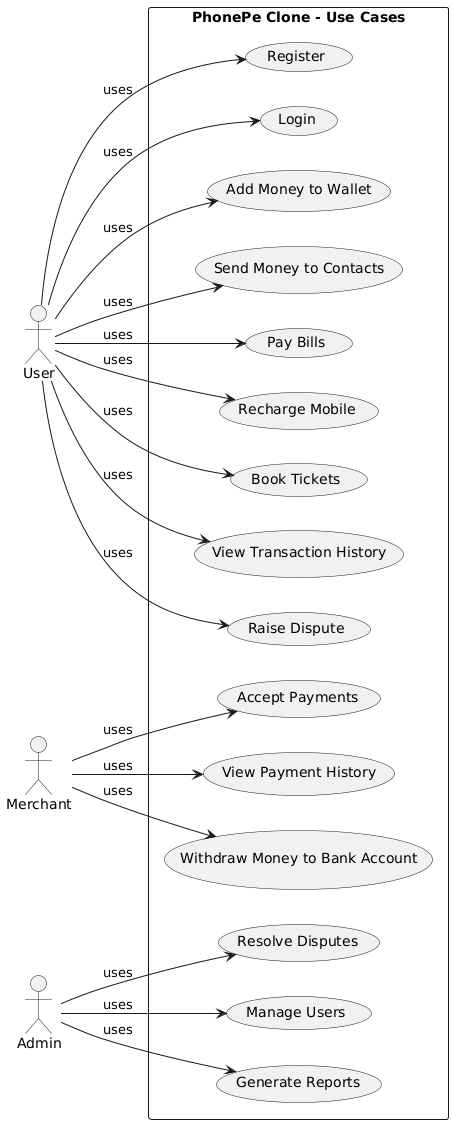 PhonePe Clone - Use Cases
Register
uses
Login
uses
Add Money to Wallet
uses
Send Money to Contacts
uses
Pay Bills
uses
uses
User
Recharge Mobile
uses
Book Tickets
uses
View Transaction History
uses
Raise Dispute
Accept Payments
uses
uses
View Payment History
uses
Merchant
Withdraw Money to Bank Account
Resolve Disputes
uses
uses
Manage Users
uses
Admin
Generate Reports